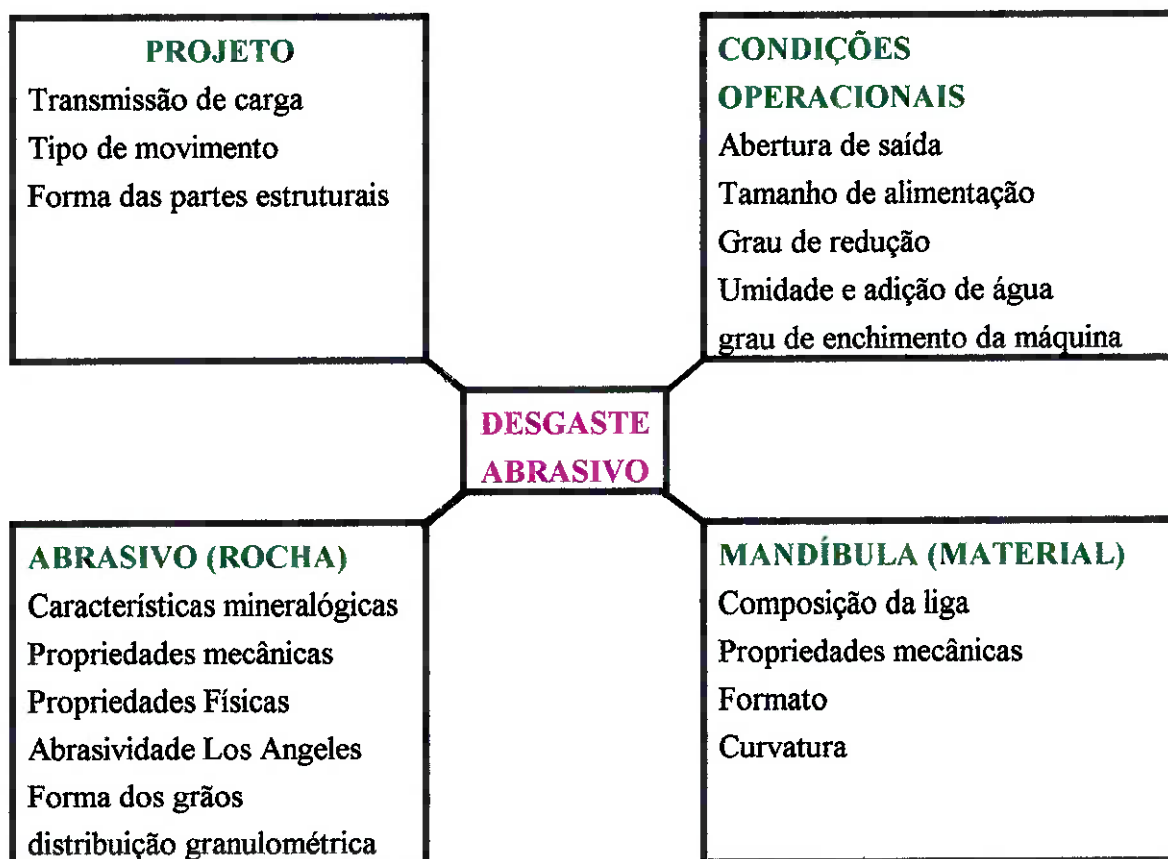 PROJETO
Transmissão de carga
Tipo de movimento
Forma das partes estruturais
CONDIÇÕES
OPERACIONAIS
Abertura de saída
Tamanho de alimentação
Grau de redução
Umidade e adição de água
grau de enchimento da máquina
DESGASTE
ABRASIVO
ABRASIVO (ROCHA)
Características mineralógicas
Propriedades mecânicas
Propriedades Físicas
Abrasividade Los Angeles
Forma dos grãos
distribuição granulométrica
MANDÍBULA (MATERIAL)
Composição da liga
Propriedades mecânicas
Formato
Curvatura